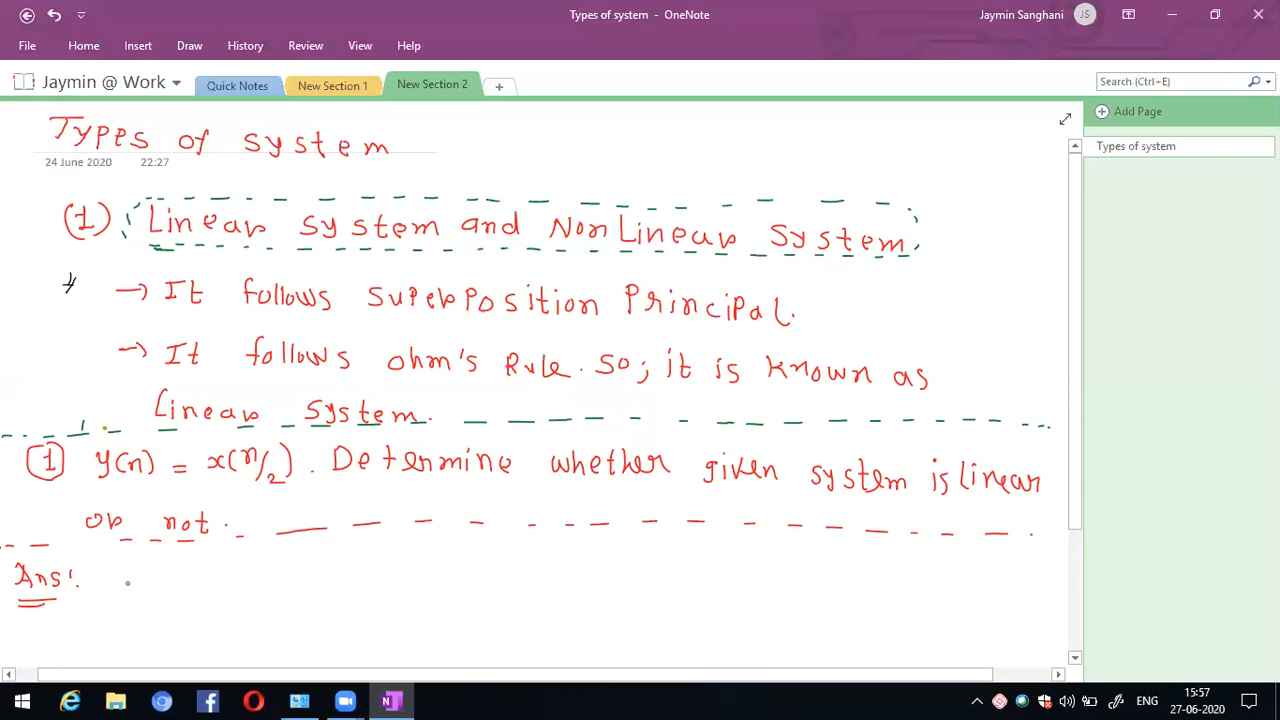 Types of system - OneNote
Jaymin Sanghani JS
File Home Insert Draw History Review View Help
Jaymin @ Work Quick Notes New Section 1 New Section 2 + Search (Ctrl+E)
Add Page
Types of system
Types of system
24 June 2020 22:27
(1) Linear system and Non Linear System
→ It follows Superposition Principal.
→ It follows ohm's Rule. So; it is known as
Linear System.
1 y(n) = x(n/2). Determine whether given system is linear
or not.
Ans:
ENG 15:57
27-06-2020